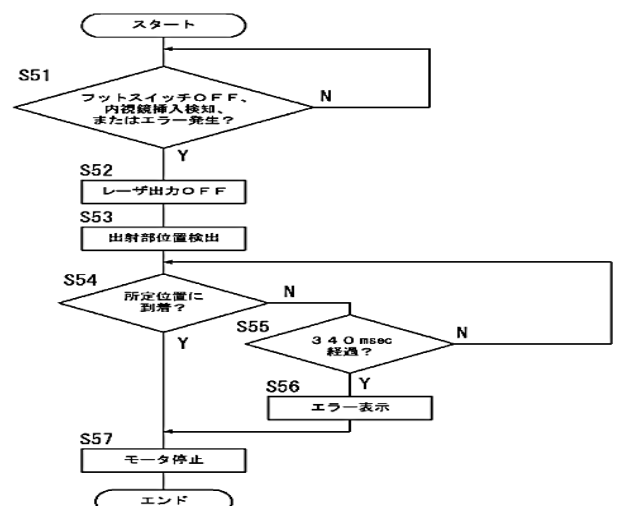 スタート
S51
フットスイッチOFF、
内視鏡挿入検知、
またはエラー発生?
N
Y
S52
レーザ出力OFF
S53
出射部位置検出
S54
所定位置に
到着?
N
Y
S55
340msec
経過?
N
Y
S56
エラー表示
S57
モータ停止
エンド